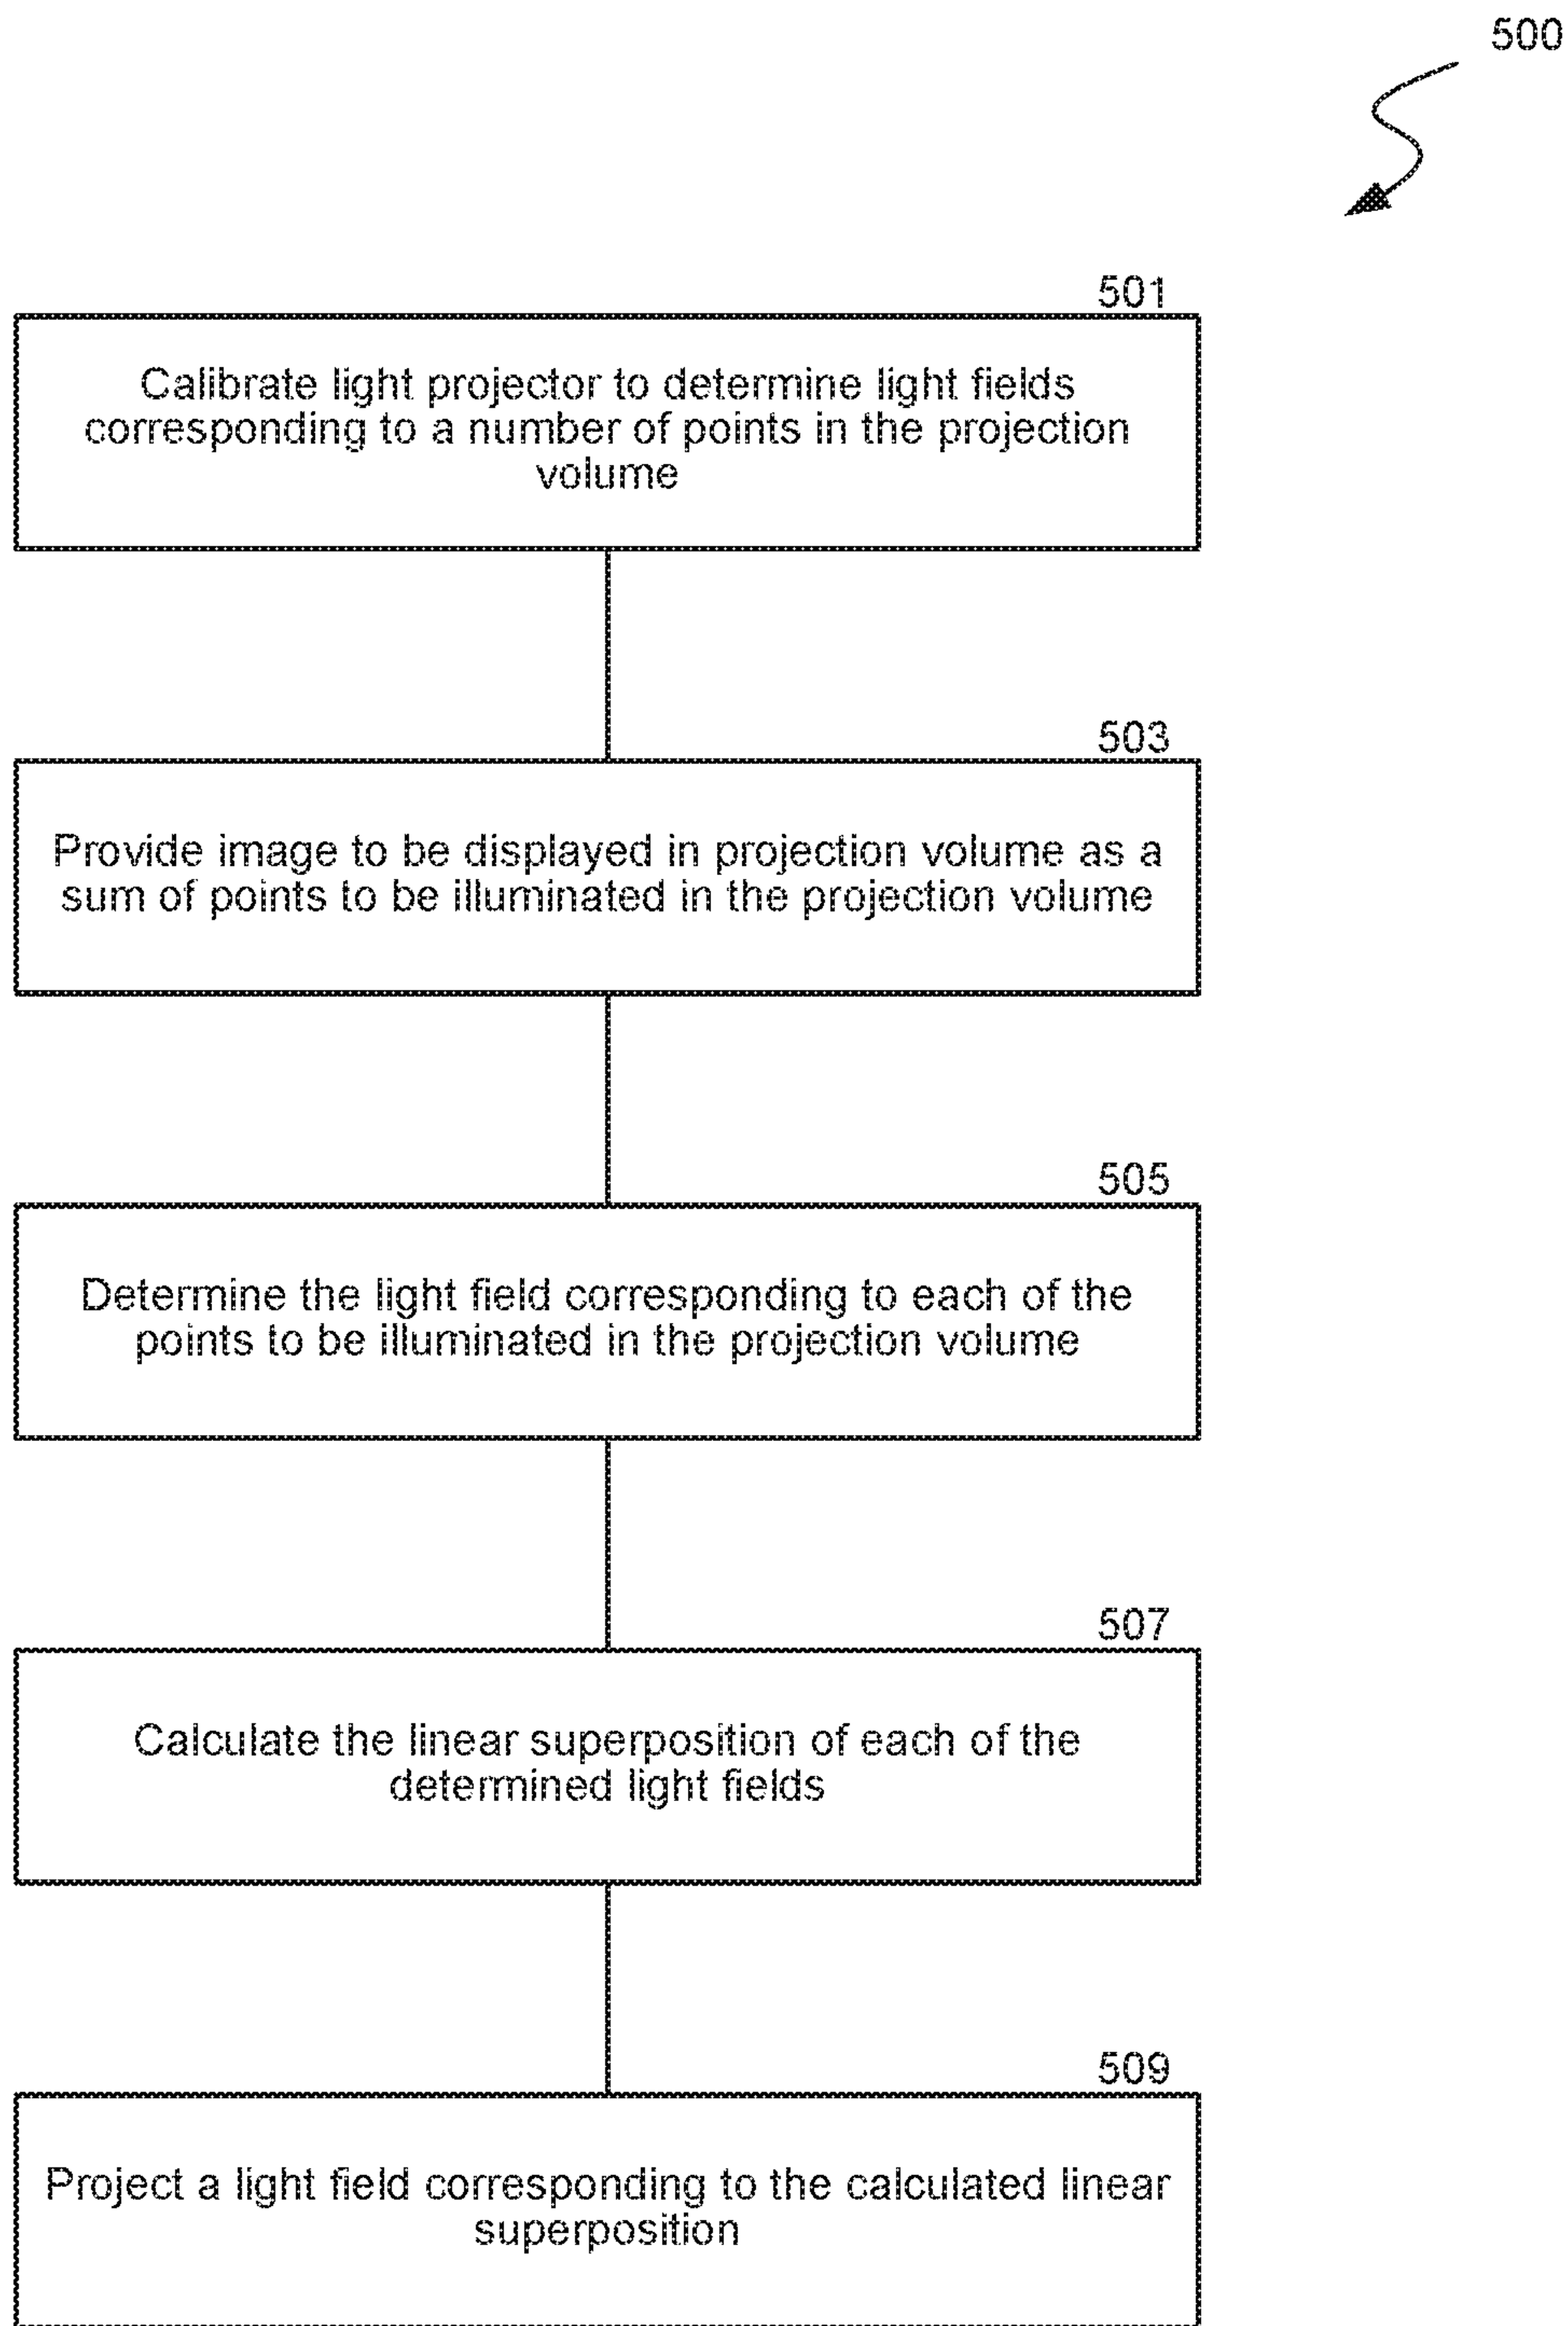 500
501
Calibrate light projector to determine light fields
corresponding to a number of points in the projection
volume
503
Provide image to be displayed in projection volume as a
sum of points to be illuminated in the projection volume
505
Determine the light field corresponding to each of the
points to be illuminated in the projection volume
507
Calculate the linear superposition of each of the
determined light fields
509
Project a light field corresponding to the calculated linear
superposition